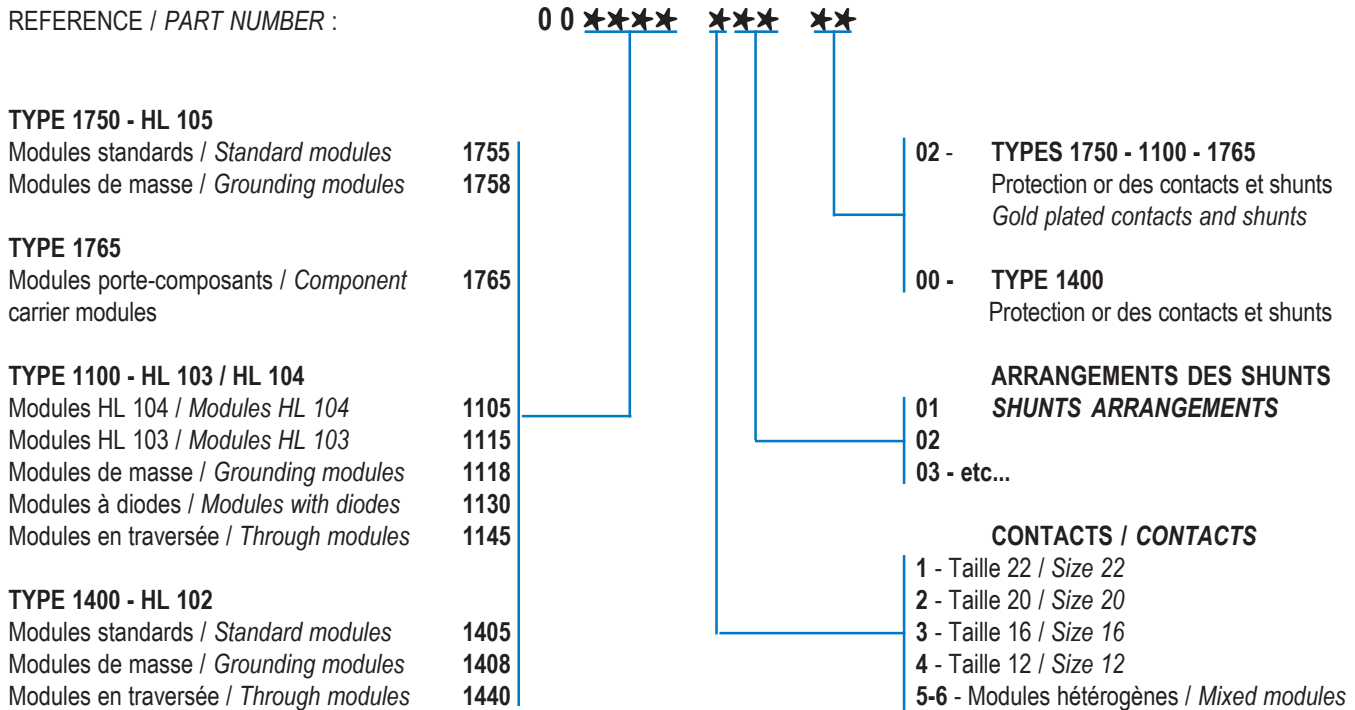 REFERENCE / PART NUMBER : 0 0 ★★★★ ★★★ ★★
TYPE 1750 - HL 105
Modules standards / Standard modules 1755
Modules de masse / Grounding modules 1758
TYPE 1765
Modules porte-composants / Component 1765
carrier modules
TYPE 1100 - HL 103 / HL 104
Modules HL 104 / Modules HL 104 1105
Modules HL 103 / Modules HL 103 1115
Modules de masse / Grounding modules 1118
Modules à diodes / Modules with diodes 1130
Modules en traversée / Through modules 1145
TYPE 1400 - HL 102
Modules standards / Standard modules 1405
Modules de masse / Grounding modules 1408
Modules en traversée / Through modules 1440
02 - TYPES 1750 - 1100 - 1765
Protection or des contacts et shunts
Gold plated contacts and shunts
00 - TYPE 1400
Protection or des contacts et shunts
ARRANGEMENTS DES SHUNTS
01 SHUNTS ARRANGEMENTS
02
03 - etc...
CONTACTS / CONTACTS
1 - Taille 22 / Size 22
2 - Taille 20 / Size 20
3 - Taille 16 / Size 16
4 - Taille 12 / Size 12
5-6 - Modules hétérogènes / Mixed modules